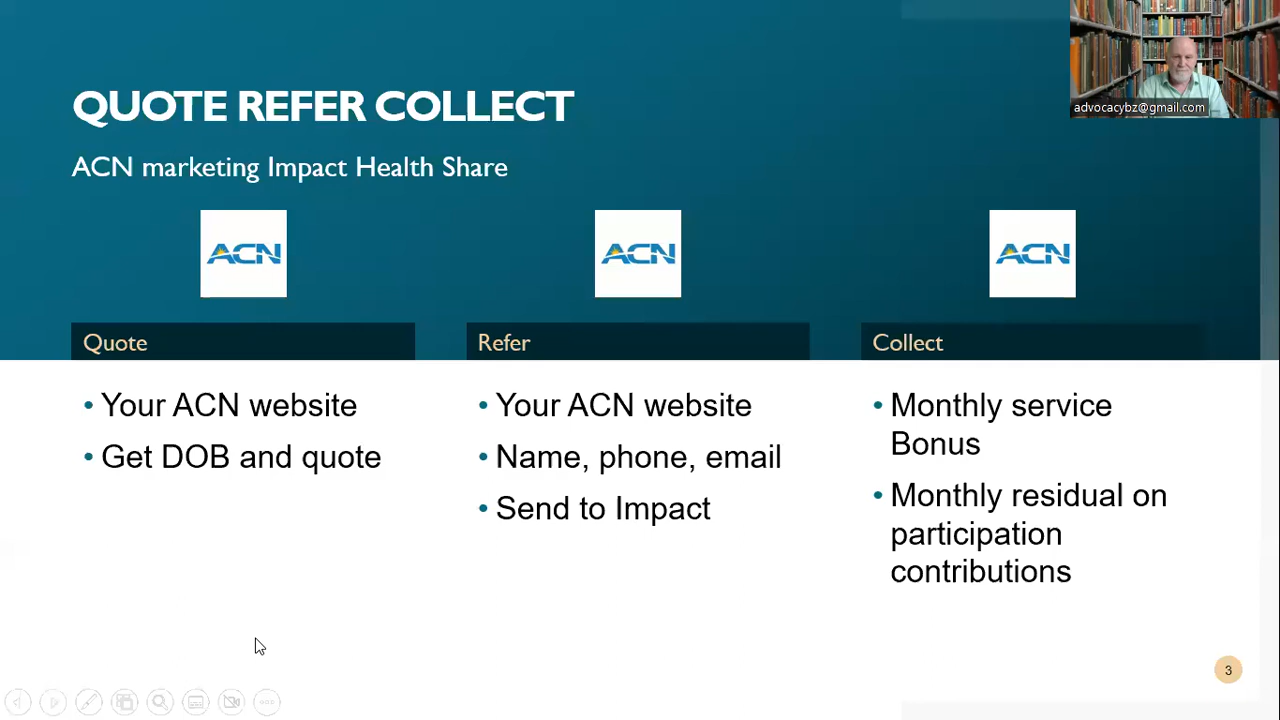 QUOTE REFER COLLECT
advocacybz@gmail.com
ACN marketing Impact Health Share
ACN
ACN
ACN
Quote
• Your ACN website
• Get DOB and quote
Refer
• Your ACN website
• Name, phone, email
• Send to Impact
Collect
• Monthly service
Bonus
• Monthly residual on
participation
contributions
3